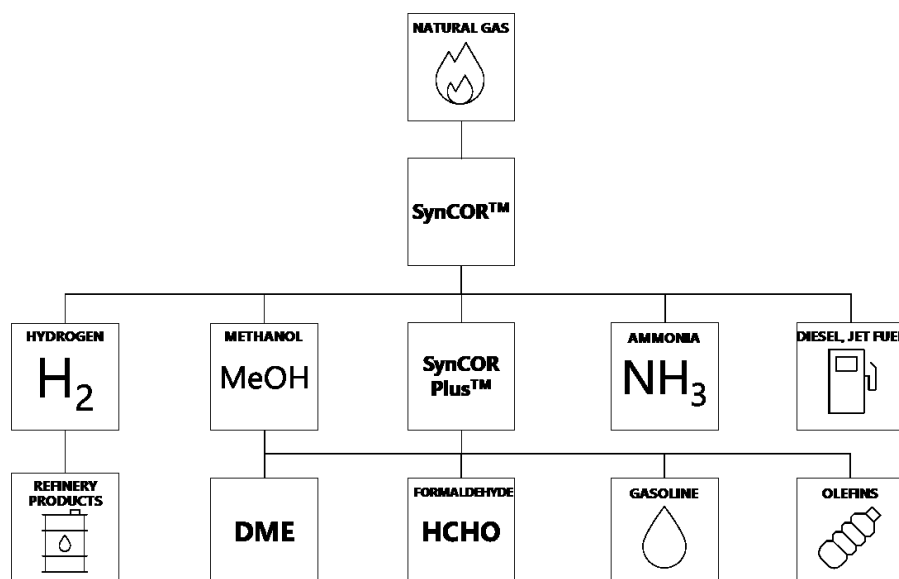 NATURAL GAS
SynCOR™
HYDROGEN
H₂
METHANOL
MeOH
SynCOR
Plus™
AMMONIA
NH₃
DIESEL, JET FUEL
REFINERY
PRODUCTS
DME
FORMALDEHYDE
HCHO
GASOLINE
OLEFINS